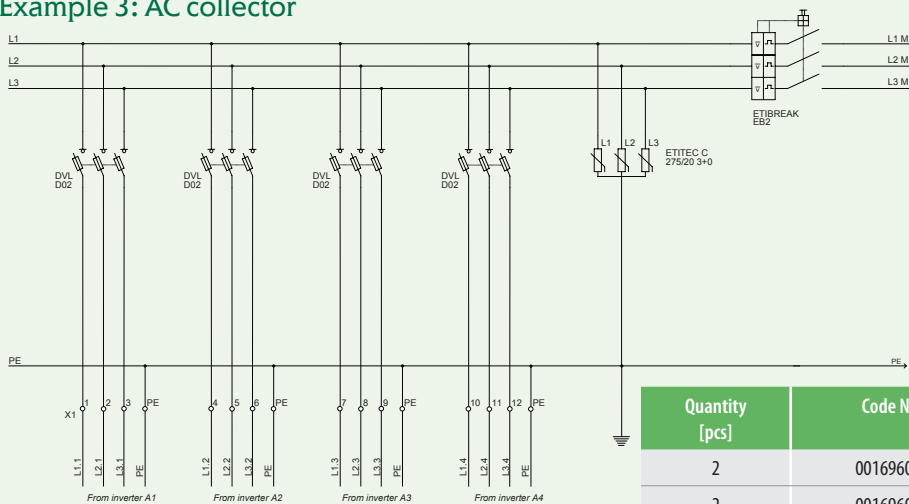 Example 3: AC collector
L1
L2
L3
L1 M
L2 M
L3 M
ETIBREAK
EB2
L1 L2 L3
ETITEC C
275/20 3+0
DVL
D02
DVL
D02
DVL
D02
DVL
D02
PE
PE
X1
1 2 3 PE
4 5 6 PE
7 8 9 PE
10 11 12 PE
L1.1 L2.1 L3.1 PE
L1.2 L2.2 L3.2 PE
L1.3 L2.3 L3.3 PE
L1.4 L2.4 L3.4 PE
From inverter A1
From inverter A2
From inverter A3
From inverter A4
Quantity
[pcs]
Code N
2 0016960